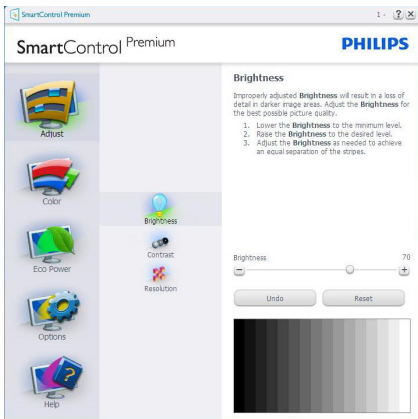 SmartControl Premium
1 - ? X
SmartControl Premium
PHILIPS
Adjust
Color
Eco Power
Options
Help
Brightness
Contrast
Resolution
Brightness
Improperly adjusted Brightness will result in a loss of
detail in darker image areas. Adjust the Brightness for
the best possible picture quality.
1. Lower the Brightness to the minimum level.
2. Rase the Brightness to the desired level.
3. Adjust the Brightness as needed to achieve
an equal separation of the stripes.
Brightness 70
Undo Reset